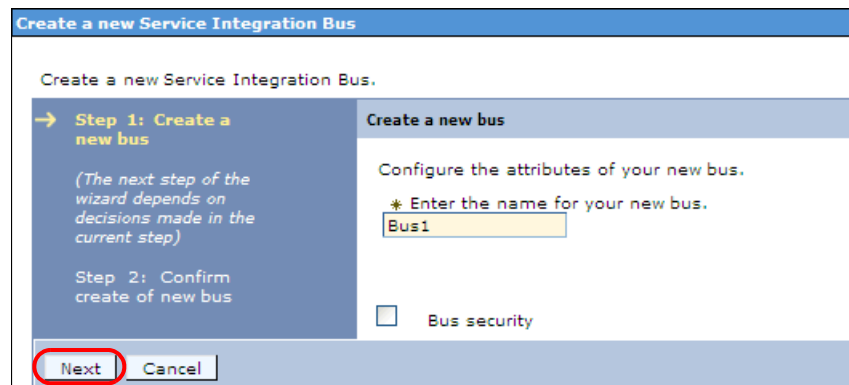 Create a new Service Integration Bus
Create a new Service Integration Bus.
Step 1: Create a
new bus
(The next step of the
wizard depends on
decisions made in the
current step)
Step 2: Confirm
create of new bus
Create a new bus
Configure the attributes of your new bus.
* Enter the name for your new bus.
Bus1
Bus security
Next Cancel